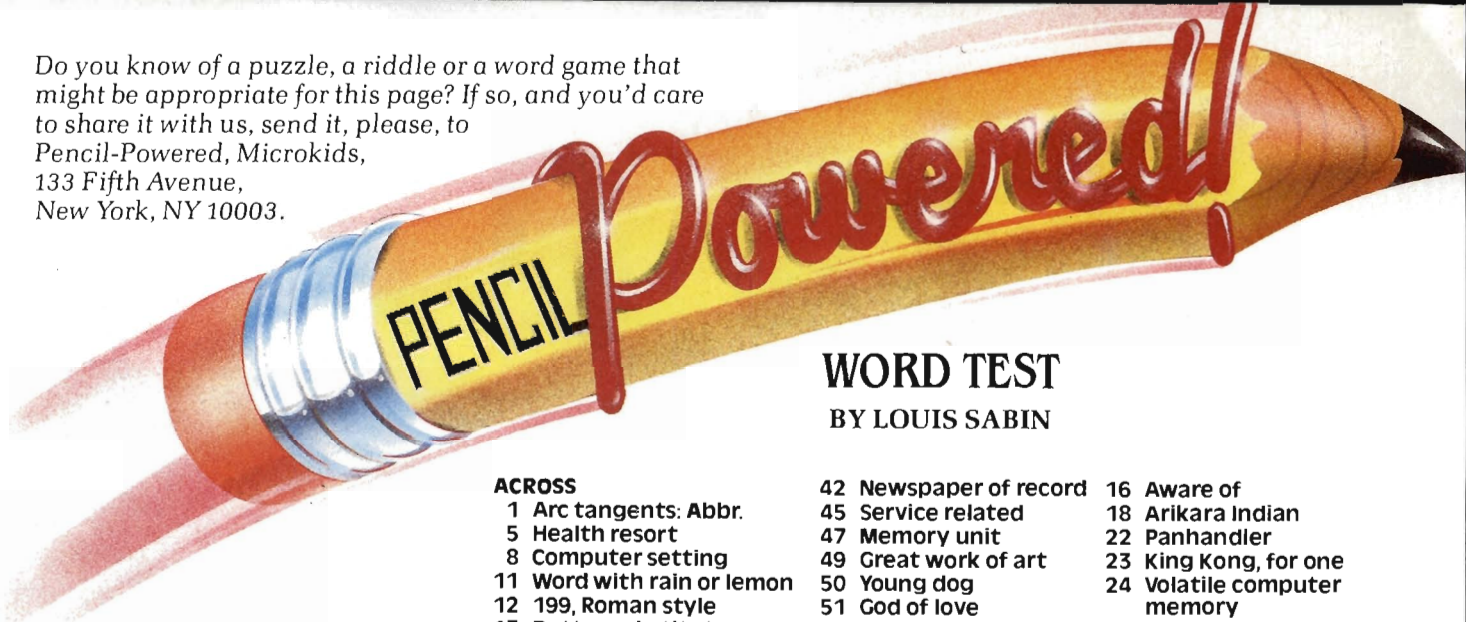 Do you know of a puzzle, a riddle or a word game that
might be appropriate for this page? If so, and you'd care
to share it with us, send it, please, to
Pencil-Powered, Microkids,
133 Fifth Avenue,
New York, NY 10003.
PENCIL Powered!
WORD TEST
BY LOUIS SABIN
ACROSS
1 Arc tangents: Abbr.
5 Health resort
8 Computer setting
11 Word with rain or lemon
12 199, Roman style
42 Newspaper of record
45 Service related
47 Memory unit
49 Great work of art
50 Young dog
51 God of love
16 Aware of
18 Arikara Indian
22 Panhandler
23 King Kong, for one
24 Volatile computer
memory